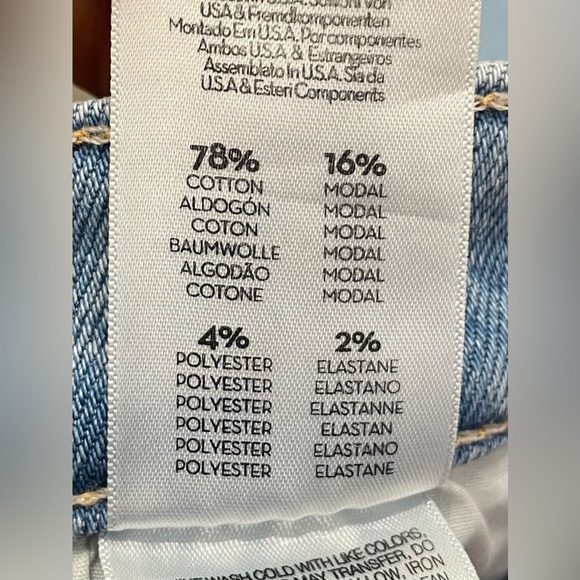 USA & Fremdkomponenten
Montado Em U.S.A. Por componentes
Ambos U.S.A & Estrangeiros
Assemblato In U.S.A. Sia da
U.S.A & Esteri Components
78%
COTTON
ALDOGÓN
COTON
BAUMWOLLE
ALGODÃO
COTONE
16%
MODAL
MODAL
MODAL
MODAL
MODAL
MODAL
4%
POLYESTER
POLYESTER
POLYESTER
POLYESTER
POLYESTER
POLYESTER
2%
ELASTANE
ELASTANO
ELASTHANNE
ELASTAN
ELASTANO
ELASTANE
WASH COLD WITH LIKE COLORS.
MAY TRANSFER. DO
LOW. IRON